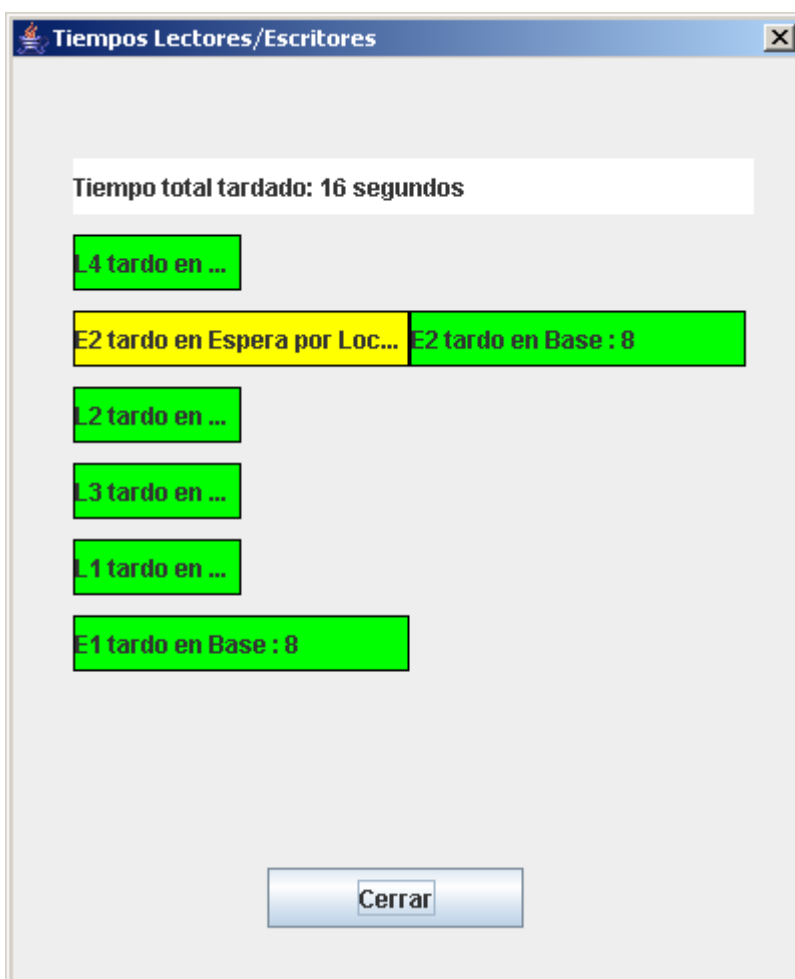 Tiempos Lectores/Escritores
Tiempo total tardado: 16 segundos
L4 tardo en ...
E2 tardo en Espera por Loc... E2 tardo en Base : 8
L2 tardo en ...
L3 tardo en ...
L1 tardo en ...
E1 tardo en Base : 8
Cerrar